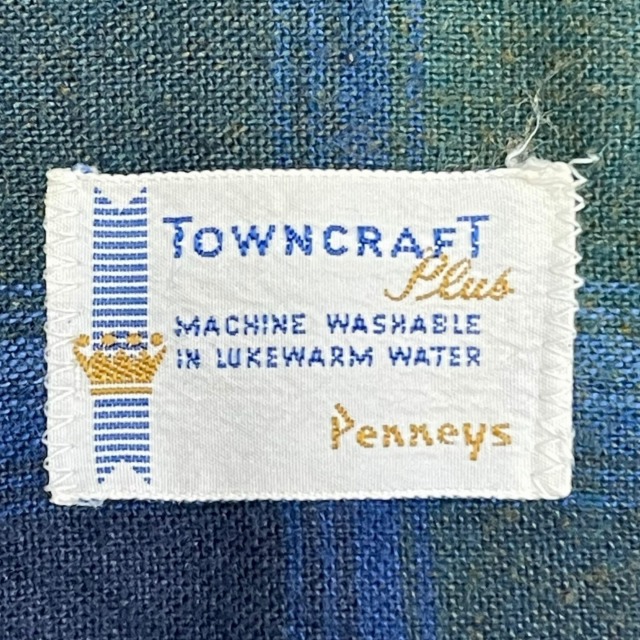 TOWNCRAFT
Plus
MACHINE WASHABLE
IN LUKEWARM WATER
Penneys